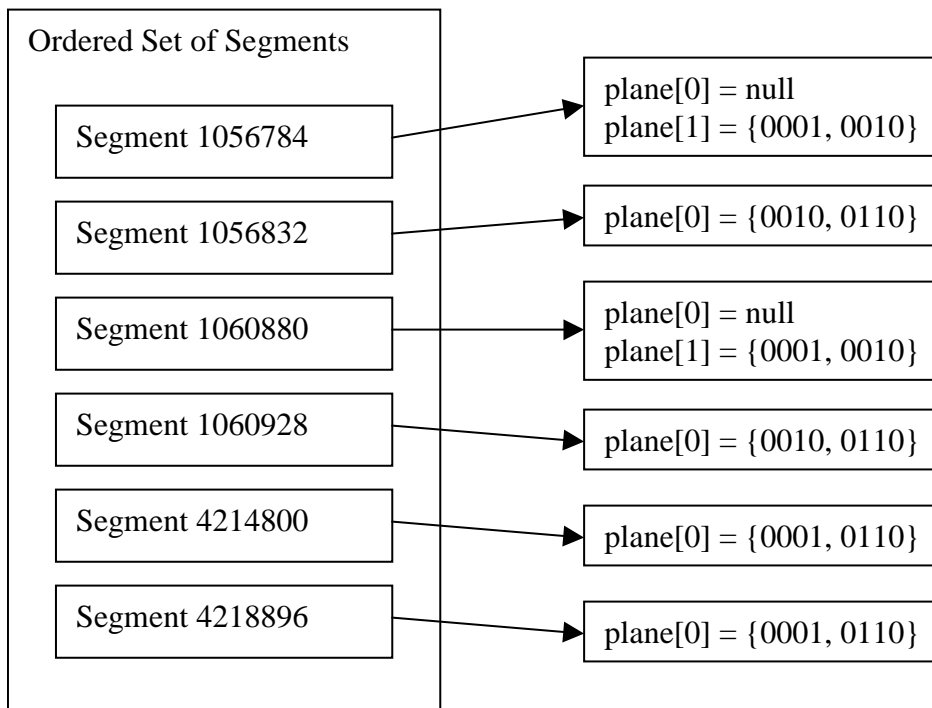 Ordered Set of Segments
Segment 1056784
plane[0] = null
plane[1] = {0001, 0010}
Segment 1056832
plane[0] = {0010, 0110}
Segment 1060880
plane[0] = null
plane[1] = {0001, 0010}
Segment 1060928
plane[0] = {0010, 0110}
Segment 4214800
plane[0] = {0001, 0110}
Segment 4218896
plane[0] = {0001, 0110}